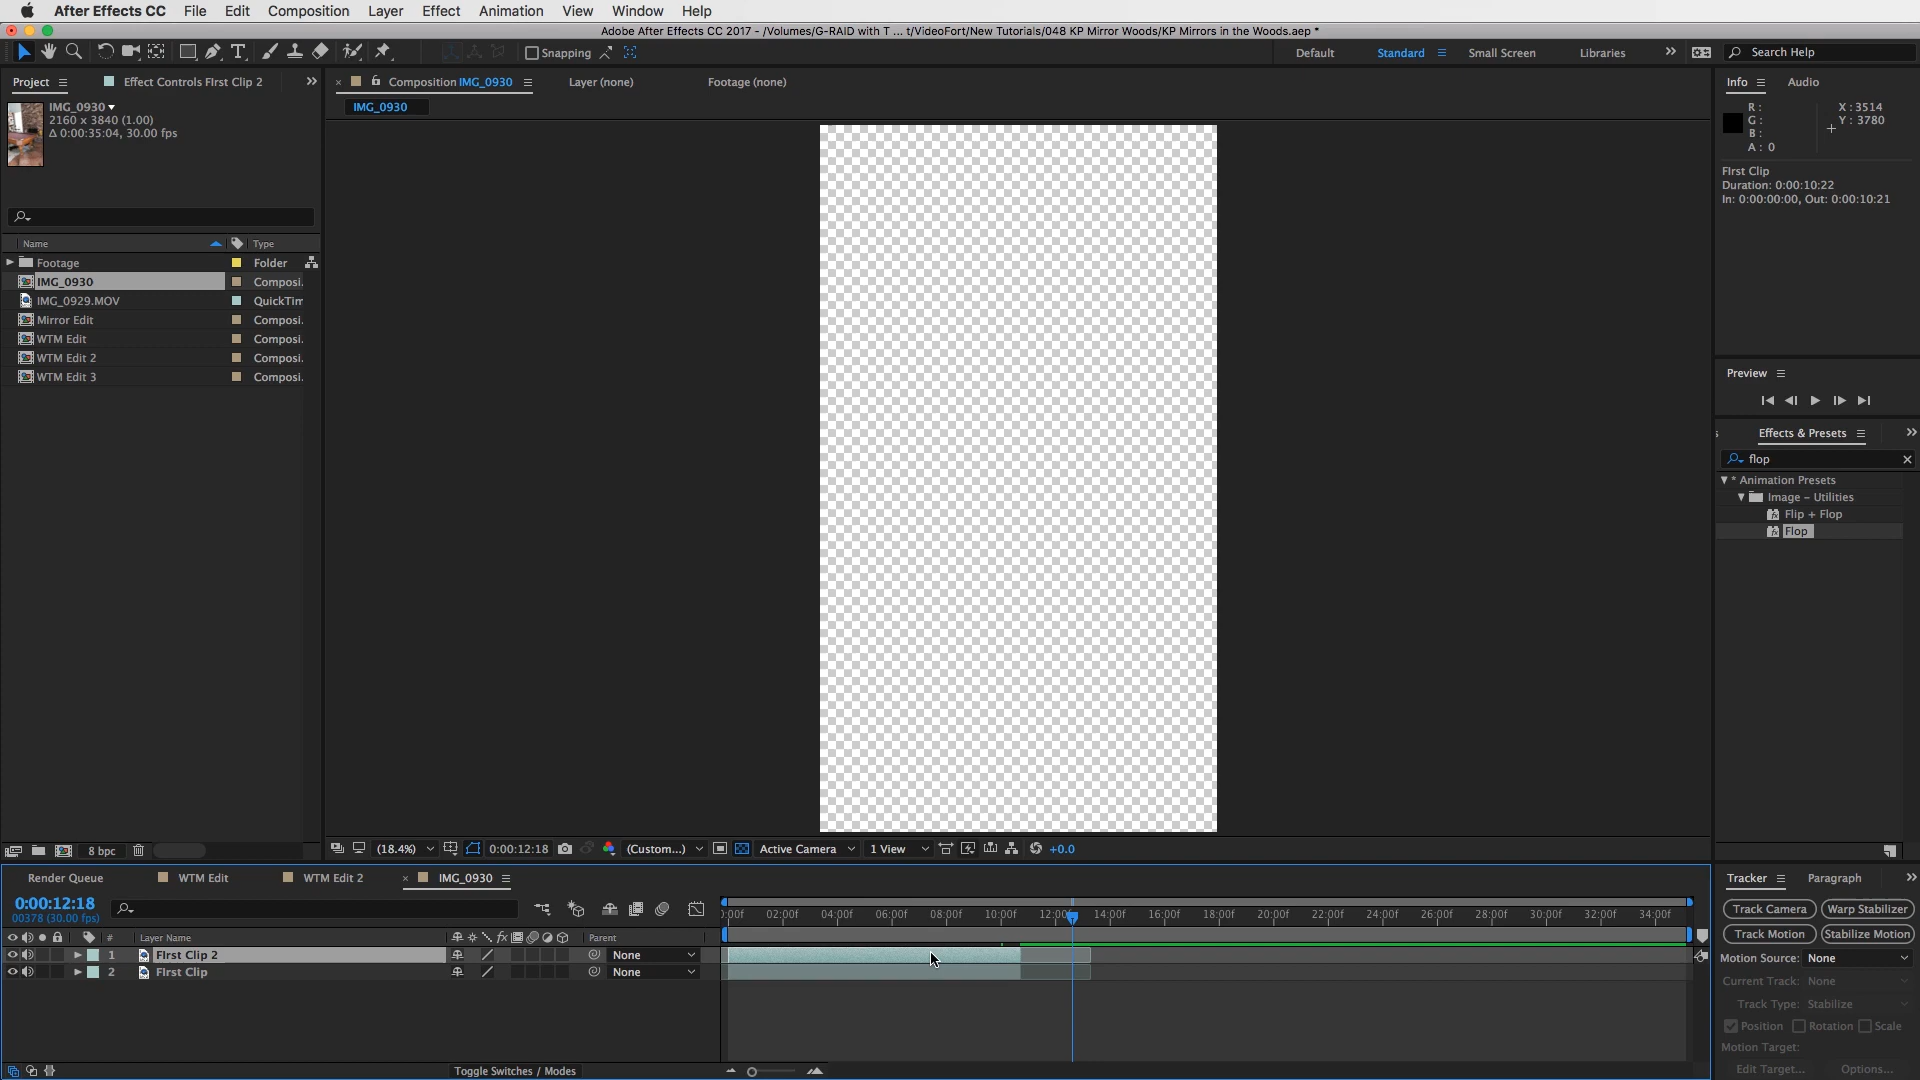 After Effects CC File Edit Composition Layer Effect Animation View Window Help
Adobe After Effects CC 2017 - /Volumes/G-RAID with T ... t/VideoFort/New Tutorials/048 KP Mirror Woods/KP Mirrors in the Woods.aep *
Snapping Default Standard Small Screen Libraries Search Help
Project Effect Controls FIrst Clip 2
IMG_0930
2160 x 3840 (1.00)
Δ 0:00:35:04, 30.00 fps
Name Type
Footage Folder
IMG_0930 Composi.
IMG_0929.MOV QuickTim
Mirror Edit Composi.
WTM Edit Composi.
WTM Edit 2 Composi.
WTM Edit 3 Composi.
8 bpc
Composition IMG_0930 Layer (none) Footage (none)
IMG_0930
(18.4%) 0:00:12:18 (Custom...) Active Camera 1 View +0.0
Info Audio
R :
G :
B :
A : 0
X : 3514
Y : 3780
FIrst Clip
Duration: 0:00:10:22
In: 0:00:00:00, Out: 0:00:10:21
Preview
Effects & Presets
flop
* Animation Presets
Image – Utilities
Flip + Flop
Flop
Render Queue WTM Edit WTM Edit 2 IMG_0930
0:00:12:18
00378 (30.00 fps)
:00f 02:00f 04:00f 06:00f 08:00f 10:00f 12:00f 14:00f 16:00f 18:00f 20:00f 22:00f 24:00f 26:00f 28:00f 30:00f 32:00f 34:00f
# Layer Name fx Parent
1 FIrst Clip 2 None
2 FIrst Clip None
Toggle Switches / Modes
Tracker Paragraph
Track Camera Warp Stabilizer
Track Motion Stabilize Motion
Motion Source: None
Current Track: None
Track Type: Stabilize
Position Rotation Scale
Motion Target:
Edit Target... Options...